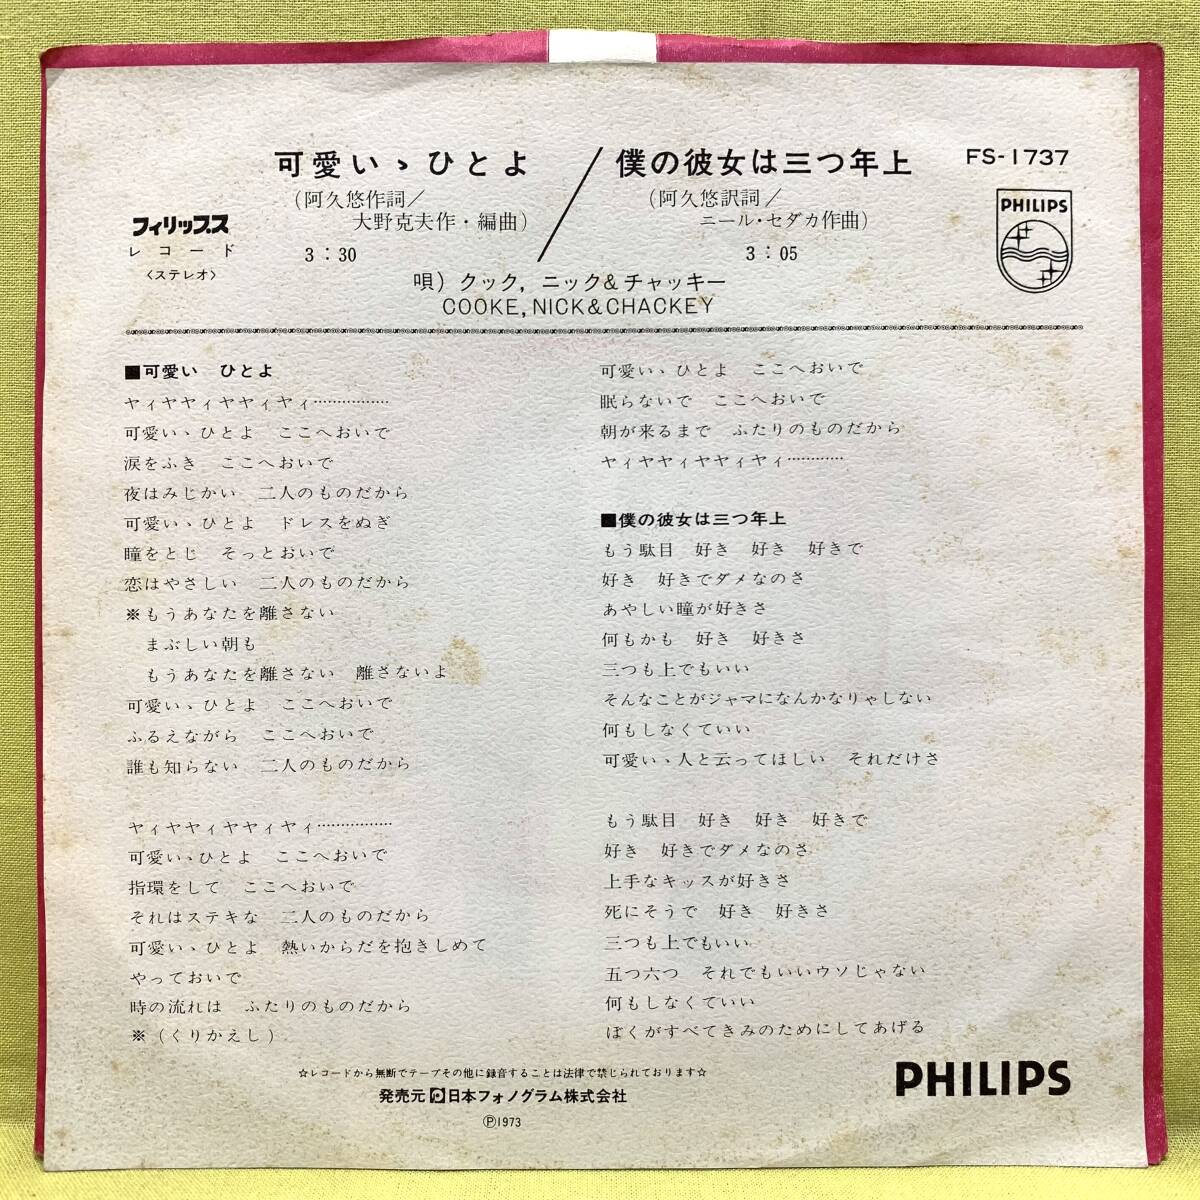 可愛いゝひとよ
(阿久悠作詞/
大野克夫作・編曲)
3:30
/
僕の彼女は三つ年上
(阿久悠訳詞/
ニール・セダカ作曲)
3:05
FS-1737
フィリップス
レコード
〈ステレオ〉
PHILIPS
唄) クック, ニック&チャッキー
COOKE, NICK&CHACKEY
■可愛い ひとよ
ヤィヤヤィヤヤィヤィ……………
可愛いゝひとよ ここへおいで
涙をふき ここへおいで
夜はみじかい 二人のものだから
可愛いゝひとよ ドレスをぬぎ
瞳をとじ そっとおいで
恋はやさしい 二人のものだから
※もうあなたを離さない
まぶしい朝も
もうあなたを離さない 離さないよ
可愛いゝひとよ ここへおいで
ふるえながら ここへおいで
誰も知らない 二人のものだから
ヤィヤヤィヤヤィヤィ……………
可愛いゝひとよ ここへおいで
指環をして ここへおいで
それはステキな 二人のものだから
可愛いゝひとよ 熱いからだを抱きしめて
やっておいで
時の流れは ふたりのものだから
※(くりかえし)
可愛いゝひとよ ここへおいで
眠らないで ここへおいで
朝が来るまで ふたりのものだから
ヤィヤヤィヤヤィヤィ…………
■僕の彼女は三つ年上
もう駄目 好き 好き 好きで
好き 好きでダメなのさ
あやしい瞳が好きさ
何もかも 好き 好きさ
三つも上でもいい
そんなことがジャマになんかなりゃしない
何もしなくていい
可愛いゝ人と云ってほしい それだけさ
もう駄目 好き 好き 好きで
好き 好きでダメなのさ
上手なキッスが好きさ
死にそうで 好き 好きさ
三つも上でもいい
五つ六つ それでもいいウソじゃない
何もしなくていい
ぼくがすべてきみのためにしてあげる
☆レコードから無断でテープその他に録音することは法律で禁じられております☆
発売元 日本フォノグラム株式会社
Ⓟ1973
PHILIPS